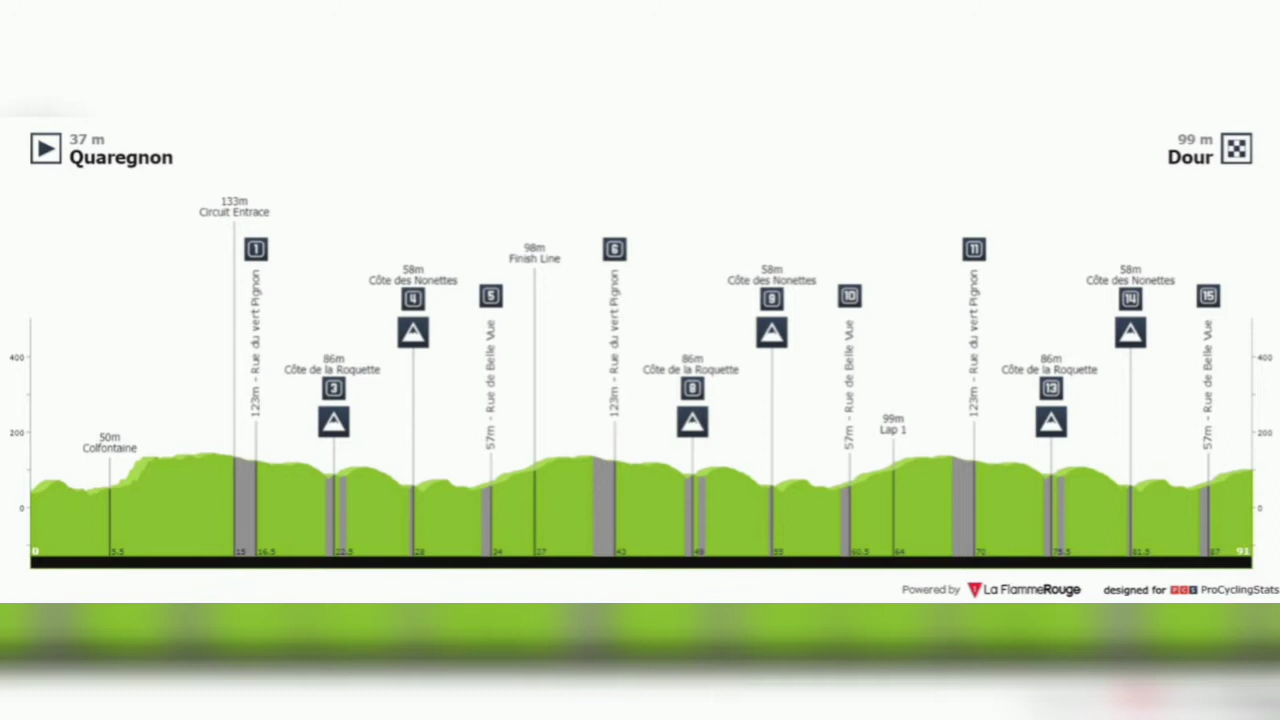 37 m
Quaregnon
99 m
Dour
133m
Circuit Entrace
1
123m - Rue du vert Pignon
86m
Côte de la Roquette
3
58m
Côte des Nonettes
4
5
57m - Rue de Belle Vue
98m
Finish Line
6
123m - Rue du vert Pignon
86m
Côte de la Roquette
8
58m
Côte des Nonettes
9
10
57m - Rue de Belle Vue
99m
Lap 1
11
123m - Rue du vert Pignon
86m
Côte de la Roquette
13
58m
Côte des Nonettes
14
15
57m - Rue de Belle Vue
50m
Colfontaine
400
200
0
400
200
0
0 5.5 15 16.5 22.5 28 24 27 42 49 55 60.5 64 70 75.5 81.5 87 91
Powered by La FlammeRouge designed for PCS ProCyclingStats